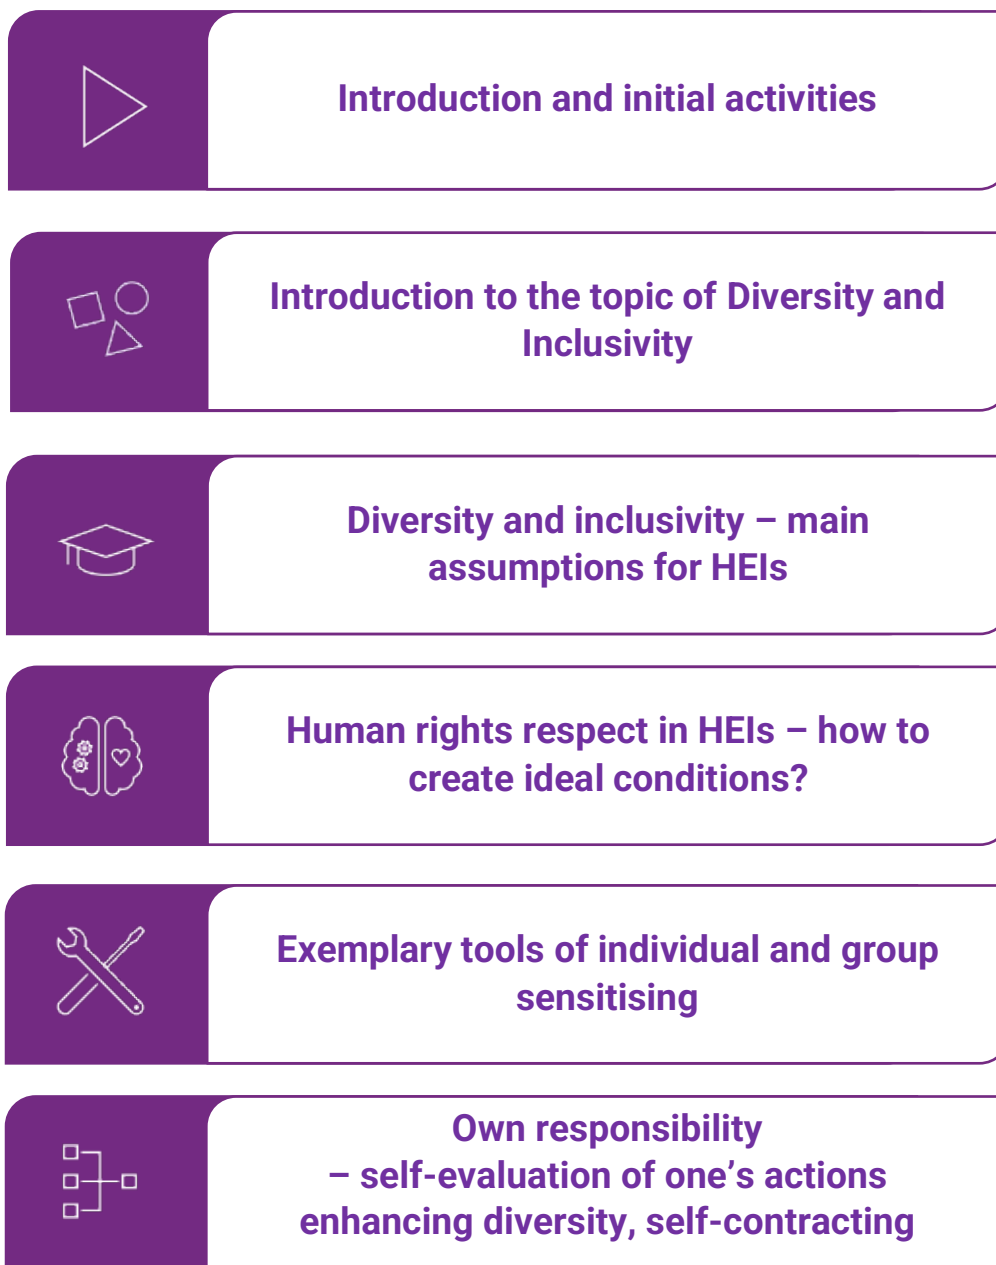 Introduction and initial activities
Introduction to the topic of Diversity and
Inclusivity
Diversity and inclusivity – main
assumptions for HEIs
Human rights respect in HEIs – how to
create ideal conditions?
Exemplary tools of individual and group
sensitising
Own responsibility
– self-evaluation of one’s actions
enhancing diversity, self-contracting